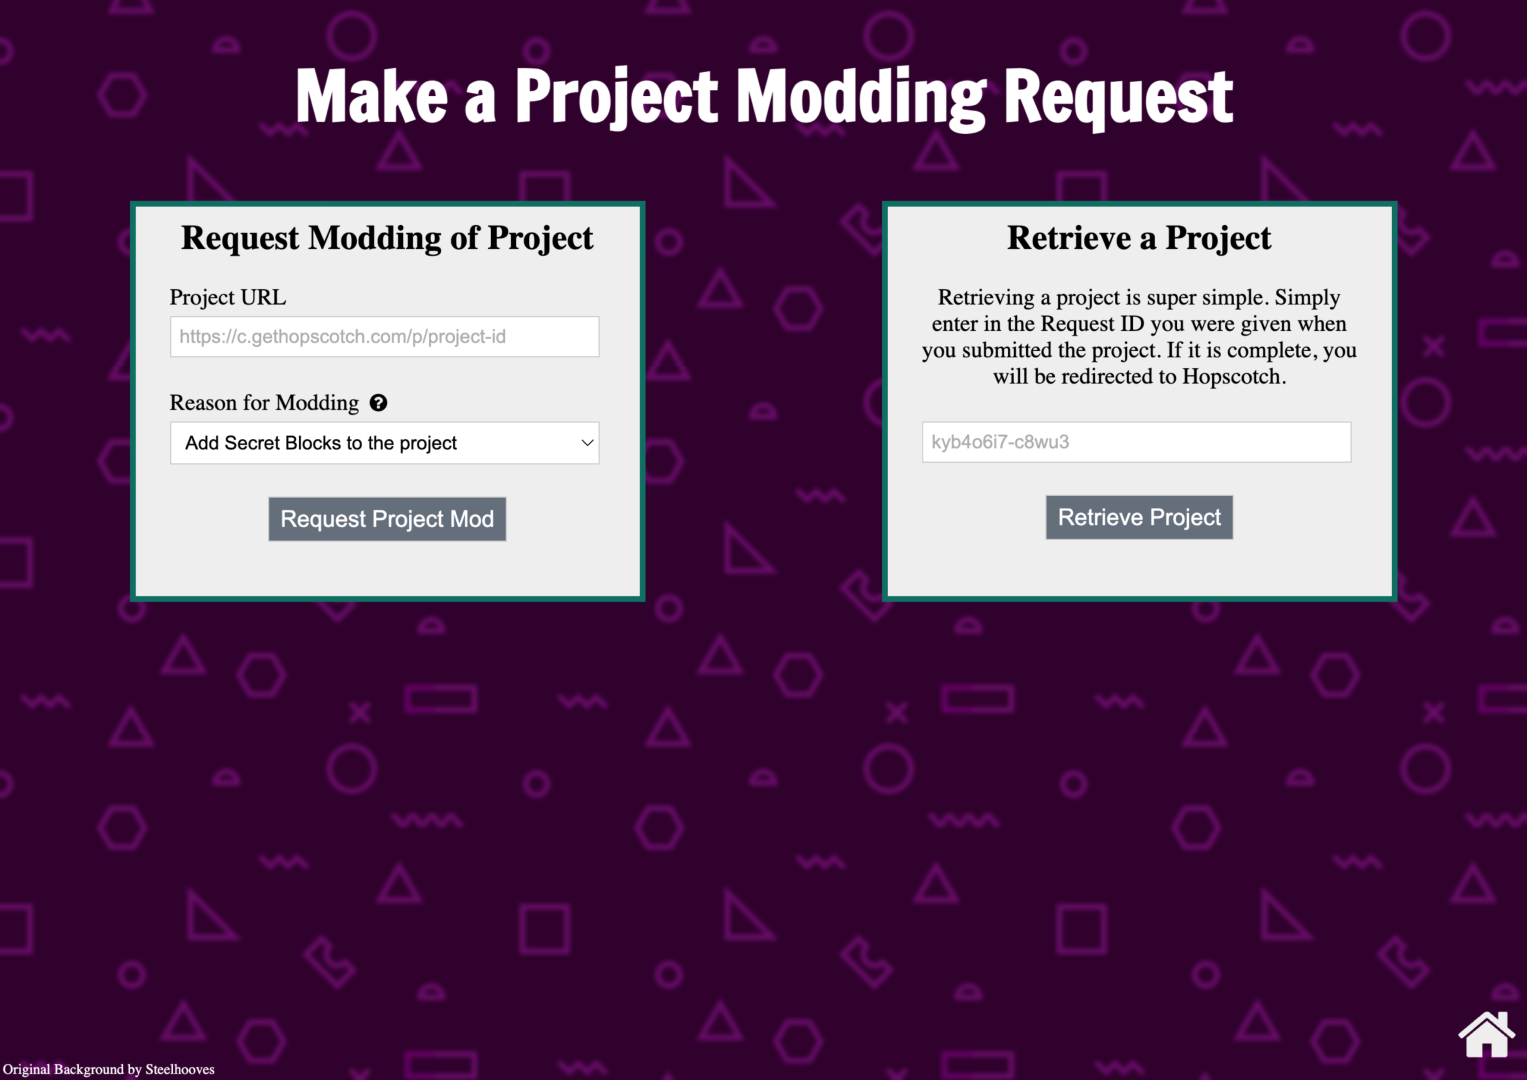 Make a Project Modding Request
Request Modding of Project
Project URL
https://c.gethopscotch.com/p/project-id
Reason for Modding ?
Add Secret Blocks to the project
Request Project Mod
Retrieve a Project
Retrieving a project is super simple. Simply
enter in the Request ID you were given when
you submitted the project. If it is complete, you
will be redirected to Hopscotch.
kyb4o6i7-c8wu3
Retrieve Project
Original Background by Steelhooves